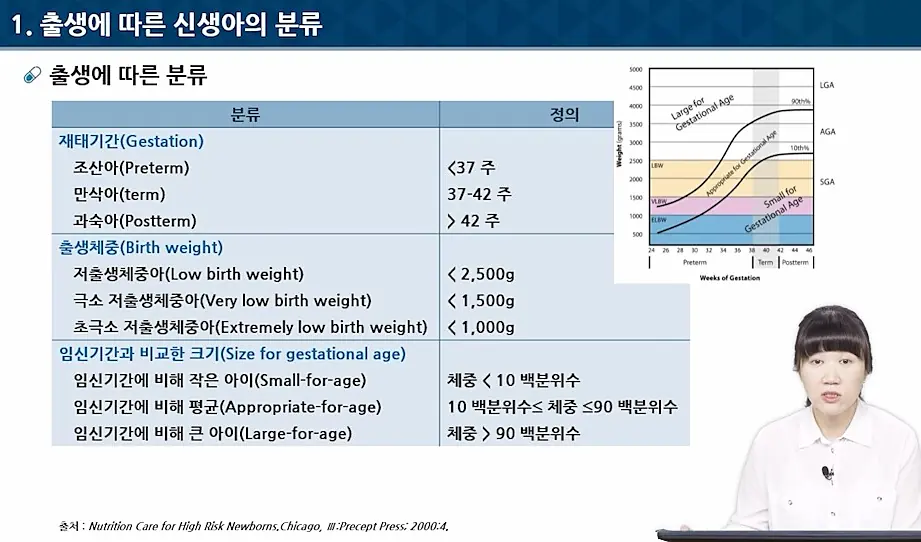 1. 출생에 따른 신생아의 분류
출생에 따른 분류
분류 정의
재태기간(Gestation)
조산아(Preterm) <37 주
만삭아(term) 37-42 주
과숙아(Postterm) > 42 주
출생체중(Birth weight)
저출생체중아(Low birth weight) < 2,500g
극소 저출생체중아(Very low birth weight) < 1,500g
초극소 저출생체중아(Extremely low birth weight) < 1,000g
임신기간과 비교한 크기(Size for gestational age)
임신기간에 비해 작은 아이(Small-for-age) 체중 < 10 백분위수
임신기간에 비해 평균(Appropriate-for-age) 10 백분위수≤ 체중 ≤90 백분위수
임신기간에 비해 큰 아이(Large-for-age) 체중 > 90 백분위수
Weight (grams)
5000
4500
4000
3500
3000
2500
2000
1500
1000
500
Large for
Gestational Age
Appropriate for Gestational Age
Small for
Gestational Age
90th%
10th%
LGA
AGA
SGA
LBW
VLBW
ELBW
24 26 28 30 32 34 36 38 40 42 44 46
Preterm Term Postterm
Weeks of Gestation
출처 : Nutrition Care for High Risk Newborns,Chicago, Ⅲ:Precept Press; 2000:4.